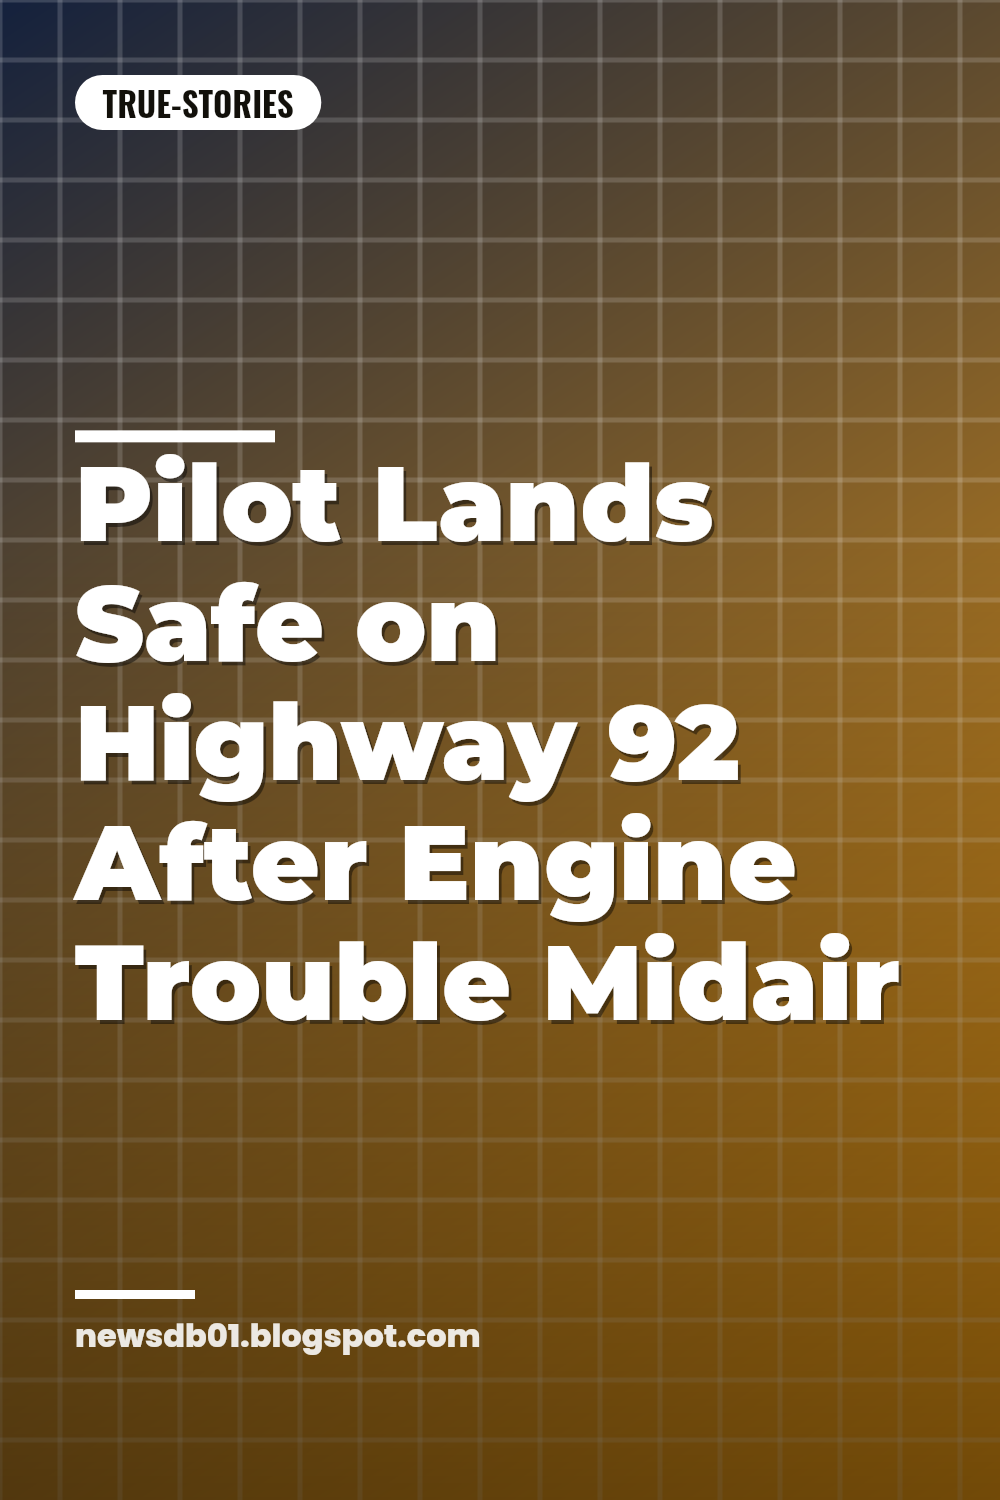 TRUE-STORIES
Pilot Lands
Safe on
Highway 92
After Engine
Trouble Midair
newsdb01.blogspot.com